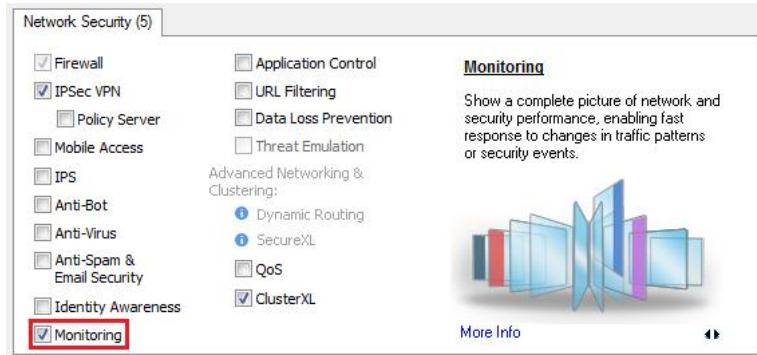 Network Security (5)
Firewall
IPSec VPN
Policy Server
Mobile Access
IPS
Anti-Bot
Anti-Virus
Anti-Spam &
Email Security
Identity Awareness
Monitoring
Application Control
URL Filtering
Data Loss Prevention
Threat Emulation
Advanced Networking &
Clustering:
Dynamic Routing
SecureXL
QoS
ClusterXL
Monitoring
Show a complete picture of network and
security performance, enabling fast
response to changes in traffic patterns
or security events.
More Info